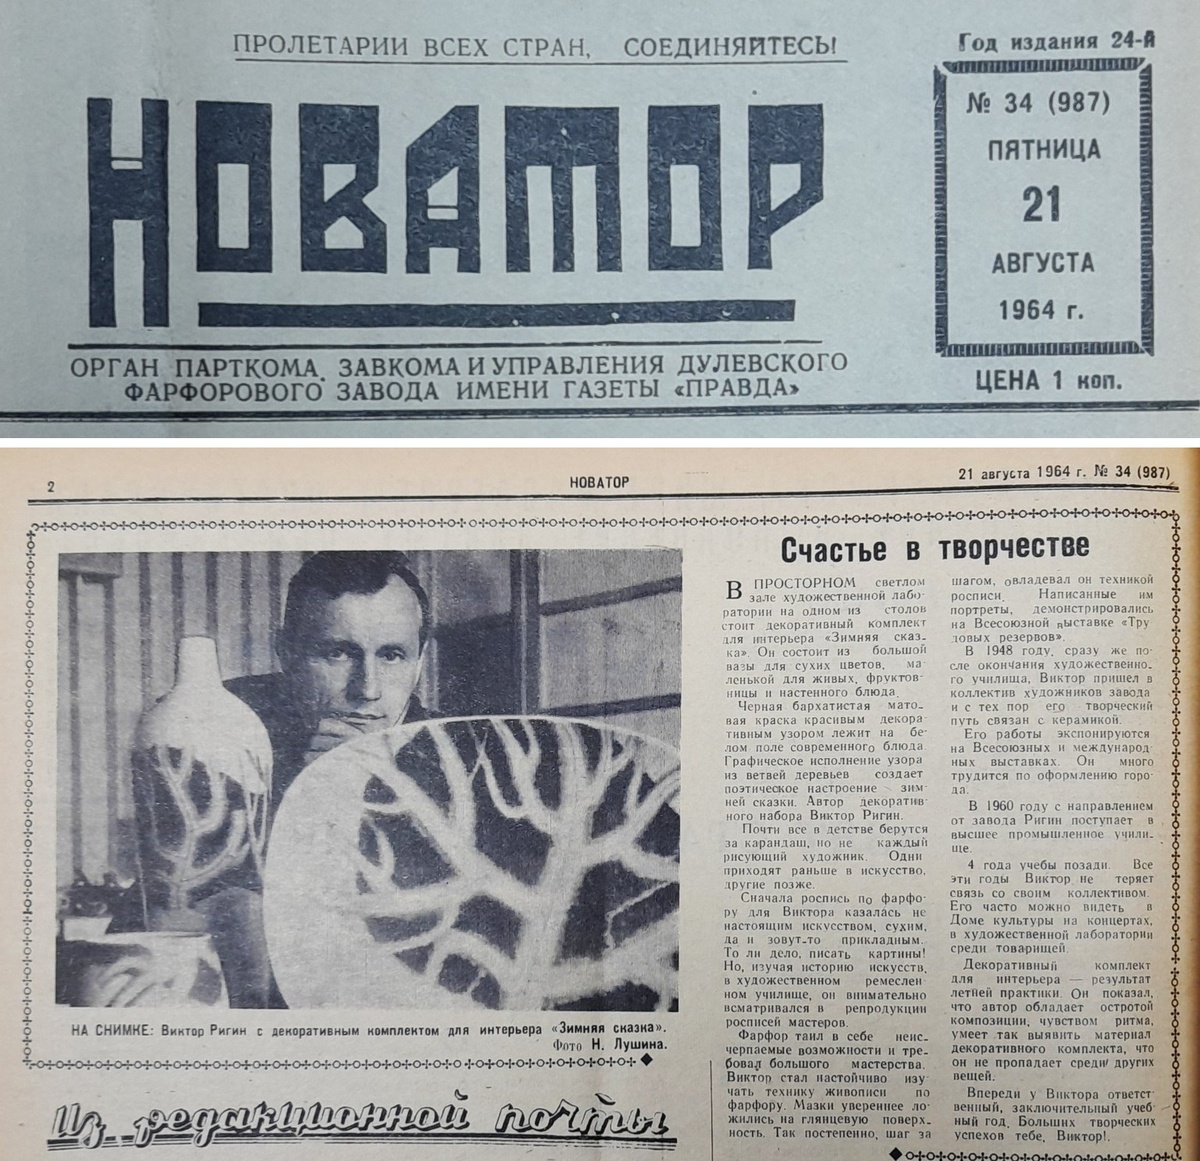 ПРОЛЕТАРИИ ВСЕХ СТРАН, СОЕДИНЯЙТЕСЬ!
НОВАТОР
ОРГАН ПАРТКОМА, ЗАВКОМА И УПРАВЛЕНИЯ ДУЛЕВСКОГО
ФАРФОРОВОГО ЗАВОДА ИМЕНИ ГАЗЕТЫ «ПРАВДА»
Год издания 24-й
№ 34 (987)
ПЯТНИЦА
21
АВГУСТА
1964 г.
ЦЕНА 1 коп.
2
НОВАТОР
21 августа 1964 г. № 34 (987)
НА СНИМКЕ: Виктор Ригин с декоративным комплектом для интерьера «Зимняя сказка».
Фото Н. Лушина.
Из редакционной почты
Счастье в творчестве
В ПРОСТОРНОМ светлом
зале художественной лабо-
ратории на одном из столов
стоит декоративный комплект
для интерьера «Зимняя сказ-
ка». Он состоит из большой
вазы для сухих цветов, ма-
ленькой для живых, фруктов-
ницы и настенного блюда.
Черная бархатистая мато-
вая краска красивым декора-
тивным узором лежит на бе-
лом поле современного блюда.
Графическое исполнение узора
из ветвей деревьев создает
поэтическое настроение зим-
ней сказки. Автор декоратив-
ного набора Виктор Ригин.
Почти все в детстве берутся
за карандаш, но не каждый
рисующий художник. Одни
приходят раньше в искусство,
другие позже.
Сначала роспись по фарфо-
ру для Виктора казалась не
настоящим искусством, сухим,
да и зовут-то прикладным.
То ли дело, писать картины!
Но, изучая историю искусств,
в художественном ремеслен-
ном училище, он внимательно
всматривался в репродукции
росписей мастеров.
Фарфор таил в себе неис-
черпаемые возможности и тре-
бовал большого мастерства.
Виктор стал настойчиво изу-
чать технику живописи по
фарфору. Мазки увереннее ло-
жились на глянцевую поверх-
ность. Так постепенно, шаг за
шагом, овладевал он техникой
росписи. Написанные им
портреты, демонстрировались
на Всесоюзной выставке «Тру
довых резервов».
В 1948 году, сразу же по-
сле окончания художественно-
го училища, Виктор пришел в
коллектив художников завода
и с тех пор его творческий
путь связан с керамикой.
Его работы экспонируются
на Всесоюзных и международ-
ных выставках. Он много
трудится по оформлению горо-
да.
В 1960 году с направлением
от завода Ригин поступает в
высшее промышленное учили-
ще.
4 года учебы позади. Все
эти годы Виктор не теряет
связь со своим коллективом.
Его часто можно видеть в
Доме культуры на концертах,
в художественной лаборатории
среди товарищей.
Декоративный комплект
для интерьера — результат
летней практики. Он показал,
что автор обладает остротой
композиции, чувством ритма,
умеет так выявить материал
декоративного комплекта, что
он не пропадает среди других
вещей.
Впереди у Виктора ответст-
венный, заключительный учеб-
ный год. Больших творческих
успехов тебе, Виктор!.